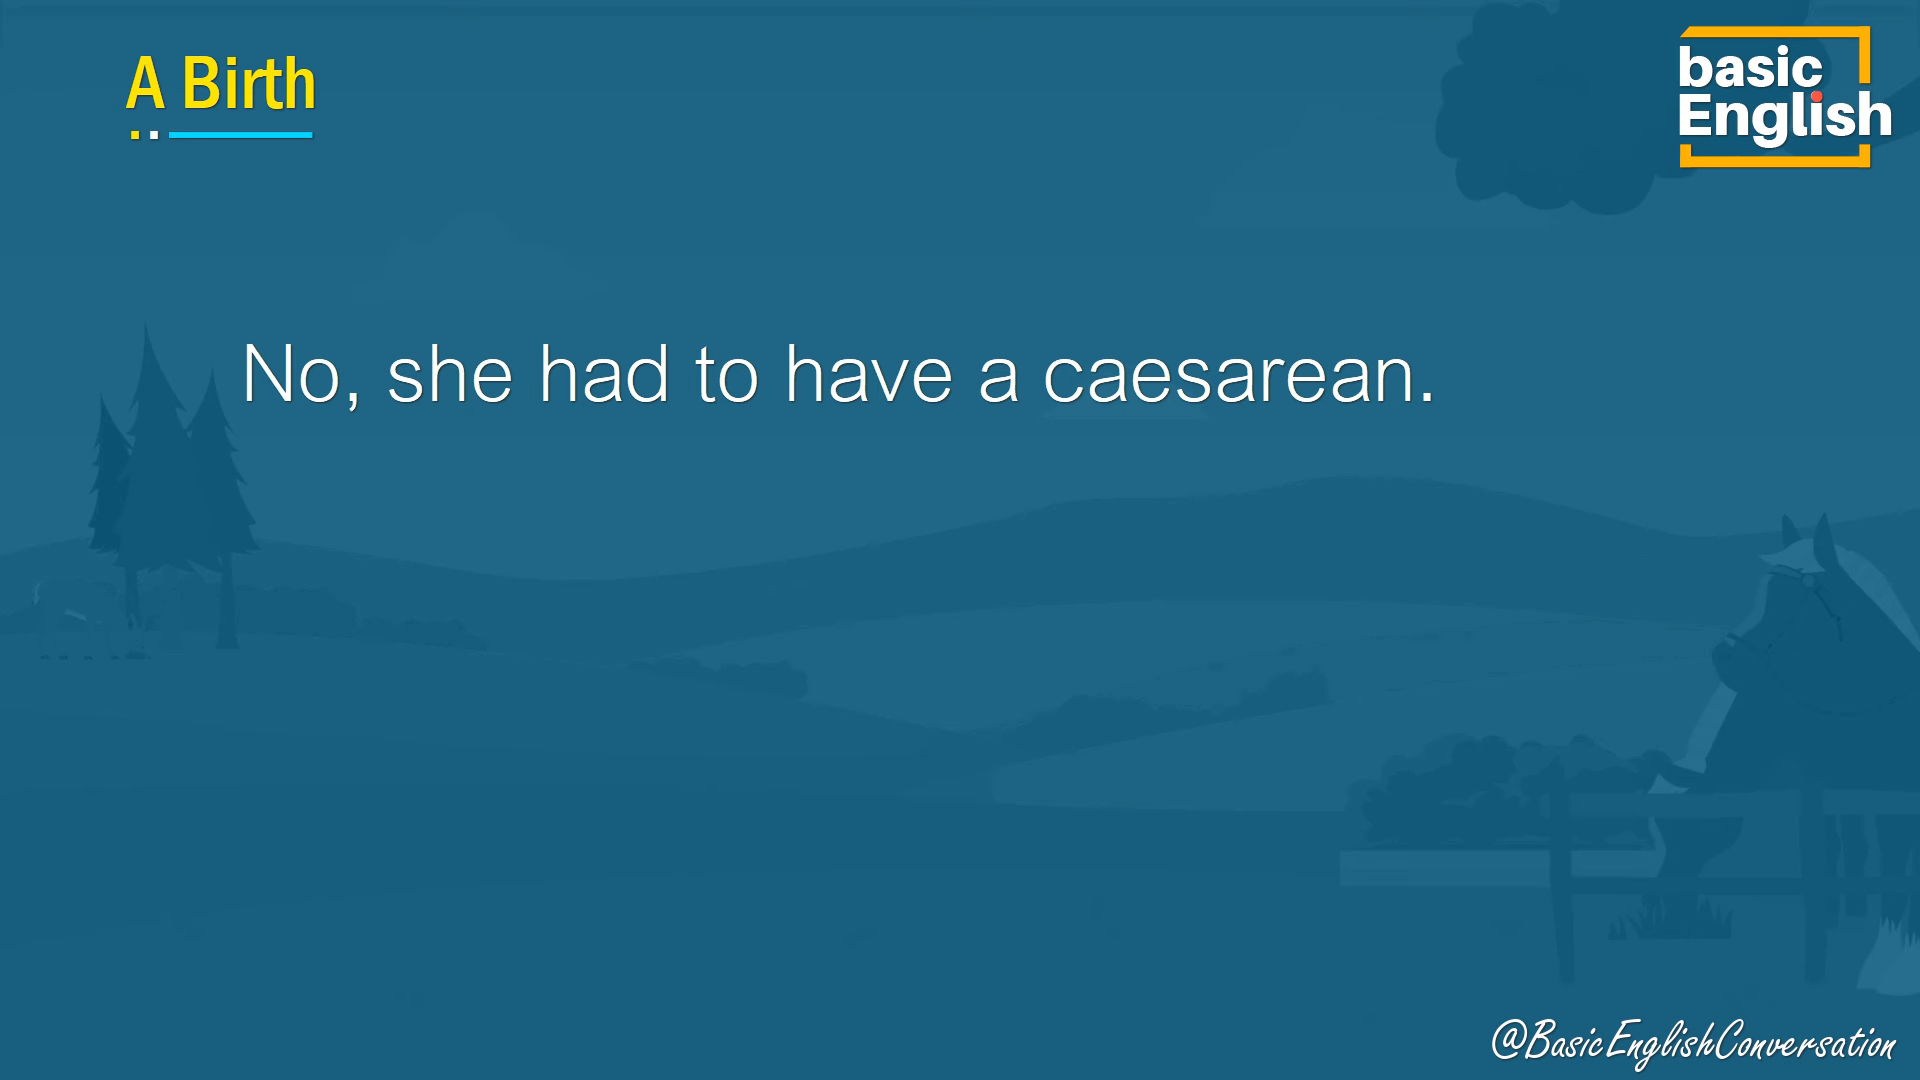 A Birth
basic
English
No, she had to have a caesarean.
@BasicEnglishConversation